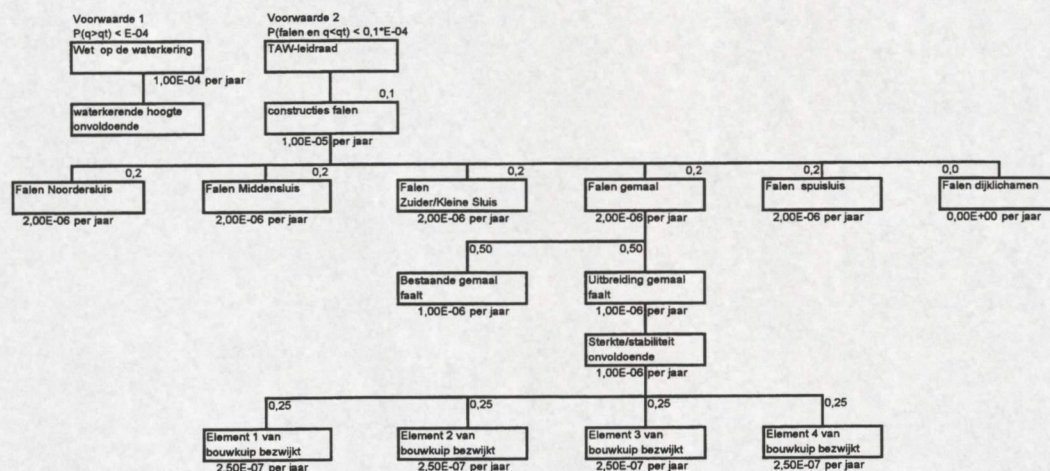 Voorwaarde 1
P(q>qt) < E-04
Wet op de waterkering
1,00E-04 per jaar
waterkerende hoogte
onvoldoende
Voorwaarde 2
P(falen en q<qt) < 0,1*E-04
TAW-leidraad
0,1
constructies falen
1,00E-05 per jaar
0,2
0,2
0,2
0,2
0,2
0,0
Falen Noordersluis
2,00E-06 per jaar
Falen Middensluis
2,00E-06 per jaar
Falen
Zuider/Kleine Sluis
2,00E-06 per jaar
Falen gemaal
2,00E-06 per jaar
Falen spuisluis
2,00E-06 per jaar
Falen dijklichamen
0,00E+00 per jaar
0,50
0,50
Bestaande gemaal
faalt
1,00E-06 per jaar
Uitbreiding gemaal
faalt
1,00E-06 per jaar
Sterkte/stabiliteit
onvoldoende
1,00E-06 per jaar
0,25
0,25
0,25
0,25
Element 1 van
bouwkuip bezwijkt
2,50E-07 per jaar
Element 2 van
bouwkuip bezwijkt
2,50E-07 per jaar
Element 3 van
bouwkuip bezwijkt
2,50E-07 per jaar
Element 4 van
bouwkuip bezwijkt
2,50E-07 per jaar